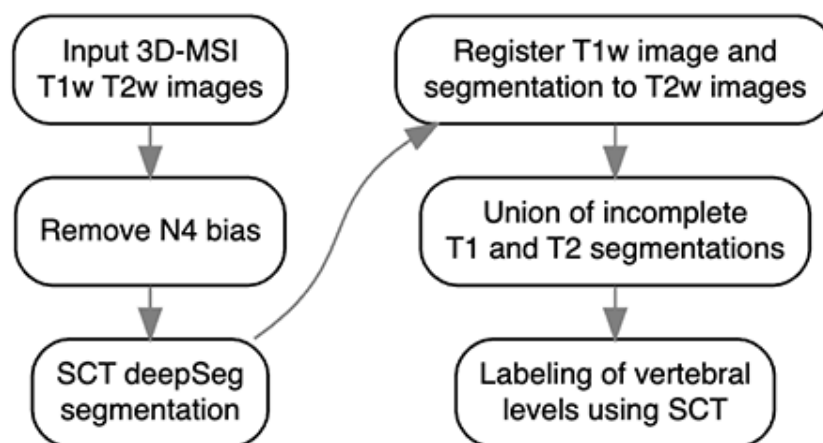 Input 3D-MSI
T1w T2w images
Remove N4 bias
SCT deepSeg
segmentation
Register T1w image and
segmentation to T2w images
Union of incomplete
T1 and T2 segmentations
Labeling of vertebral
levels using SCT